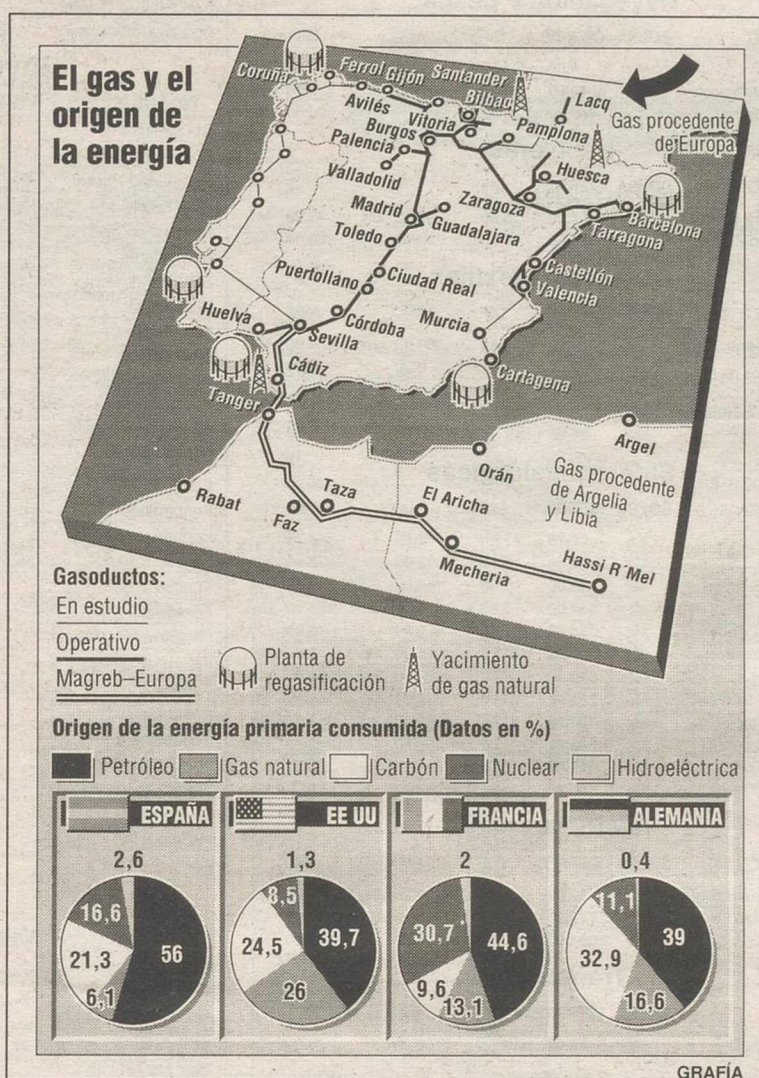 El gas y el
origen de
la energía
Coruña
Ferrol
Gijón
Santander
Bilbao
Avilés
Vitoria
Lacq
Gas procedente
de Europa
Burgos
Pamplona
Palencia
Valladolid
Huesca
Zaragoza
Madrid
Guadalajara
Barcelona
Tarragona
Toledo
Castellón
Puertollano
Ciudad Real
Valencia
Huelva
Córdoba
Murcia
Sevilla
Cádiz
Cartagena
Tanger
Argel
Orán
Gas procedente
de Argelia
y Libia
Rabat
Taza
Faz
El Aricha
Mecheria
Hassi R´Mel
Gasoductos:
En estudio
Operativo
Magreb–Europa
Planta de
regasificación
Yacimiento
de gas natural
Origen de la energía primaria consumida (Datos en %)
Petróleo Gas natural Carbón Nuclear Hidroeléctrica
ESPAÑA EE UU FRANCIA ALEMANIA
2,6 1,3 2 0,4
16,6 8,5 30,7 11,1
56 39,7 44,6 39
21,3 24,5 9,6 32,9
6,1 26 13,1 16,6
GRAFÍA